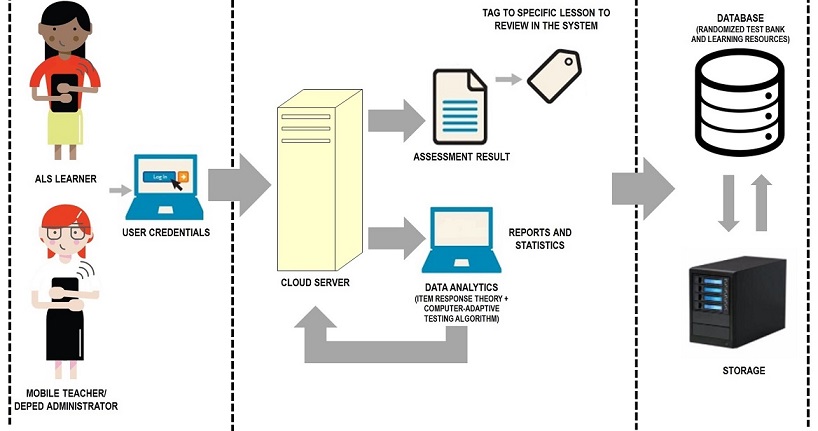 ALS LEARNER
MOBILE TEACHER/
DEPED ADMINISTRATOR
Log in
USER CREDENTIALS
CLOUD SERVER
TAG TO SPECIFIC LESSON TO
REVIEW IN THE SYSTEM
ASSESSMENT RESULT
REPORTS AND
STATISTICS
DATA ANALYTICS
(ITEM RESPONSE THEORY +
COMPUTER-ADAPTIVE
TESTING ALGORITHM)
DATABASE
(RANDOMIZED TEST BANK
AND LEARNING RESOURCES)
STORAGE